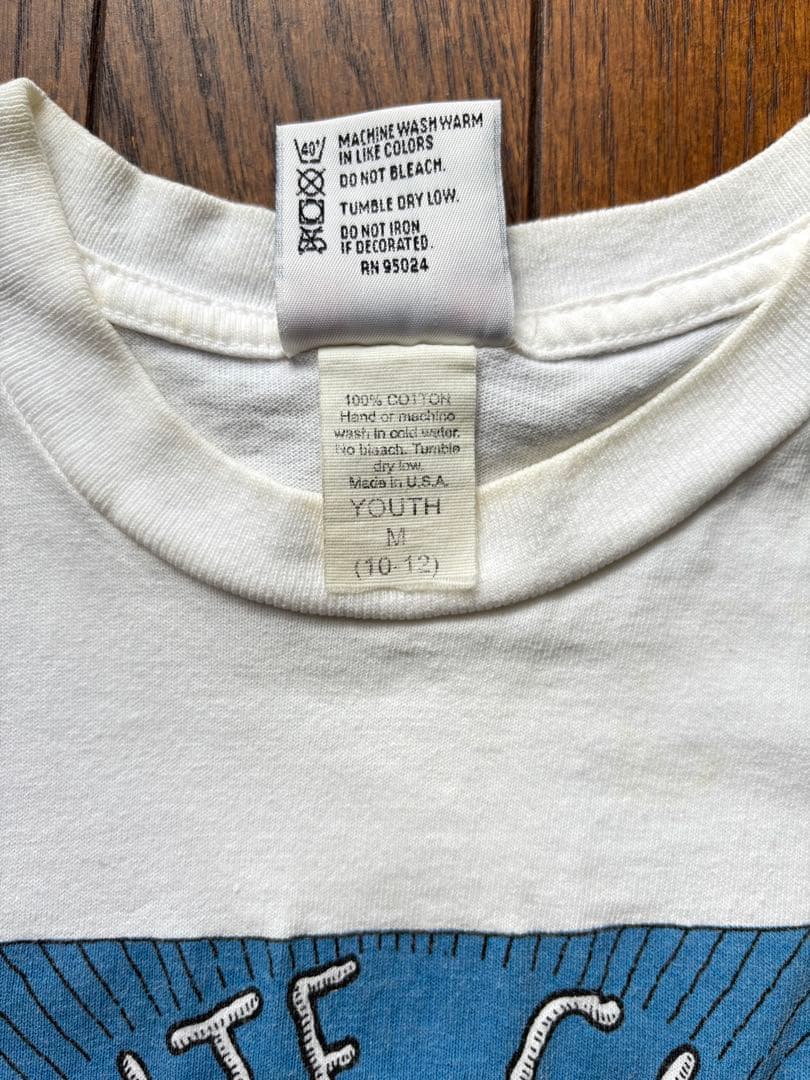 40°
MACHINE WASH WARM
IN LIKE COLORS
DO NOT BLEACH.
TUMBLE DRY LOW.
DO NOT IRON
IF DECORATED.
RN 95024
100% COTTON
Hand or machine
wash in cold water.
No bleach. Tumble
dry low.
Made in U.S.A.
YOUTH
M
(10-12)